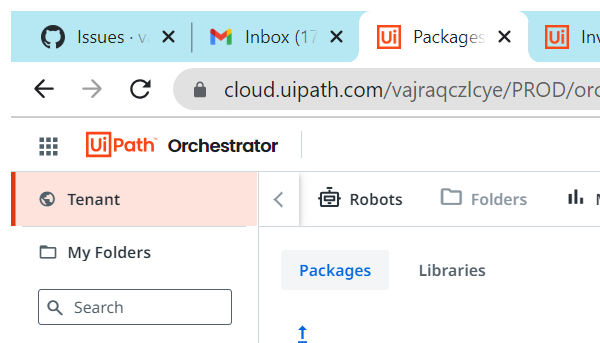 Issues · v
Inbox (17
Packages
Inv
cloud.uipath.com/vajraqczlcye/PROD/orc
UiPath Orchestrator
Tenant
Robots
Folders
My Folders
Packages
Libraries
Search